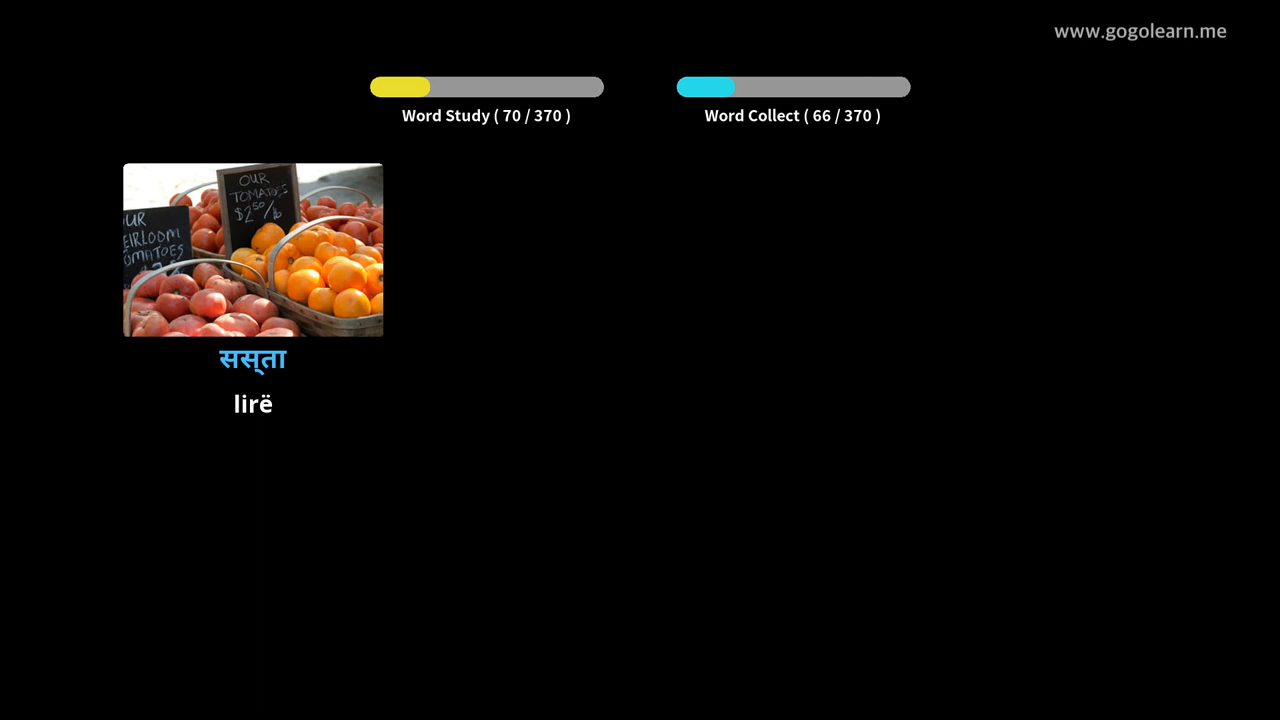 www.gogolearn.me
Word Study ( 70 / 370 )
Word Collect ( 66 / 370 )
OUR
TOMATOES
$2.50/lb
UR
EIRLOOM
OMATOES
सस्ता
lirë